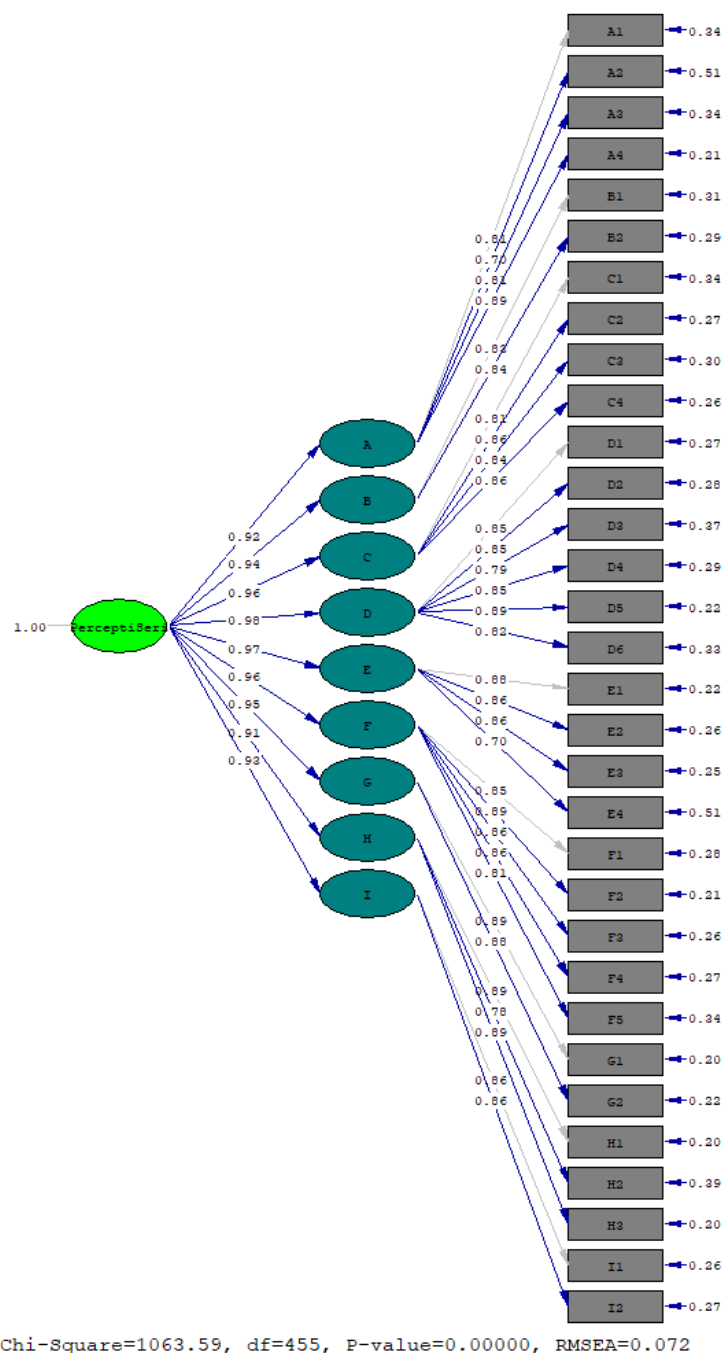 1.00
PerceptiSeri
0.92
0.94
0.96
0.98
0.97
0.96
0.95
0.91
0.93
A
B
C
D
E
F
G
H
I
0.81
0.70
0.81
0.89
0.83
0.84
0.81
0.86
0.84
0.86
0.85
0.85
0.79
0.85
0.89
0.82
0.88
0.86
0.86
0.70
0.85
0.89
0.86
0.86
0.81
0.89
0.88
0.89
0.78
0.89
0.86
0.86
A1 0.34
A2 0.51
A3 0.34
A4 0.21
B1 0.31
B2 0.29
C1 0.34
C2 0.27
C3 0.30
C4 0.26
D1 0.27
D2 0.28
D3 0.37
D4 0.29
D5 0.22
D6 0.33
E1 0.22
E2 0.26
E3 0.25
E4 0.51
F1 0.28
F2 0.21
F3 0.26
F4 0.27
F5 0.34
G1 0.20
G2 0.22
H1 0.20
H2 0.39
H3 0.20
I1 0.26
I2 0.27
Chi-Square=1063.59, df=455, P-value=0.00000, RMSEA=0.072